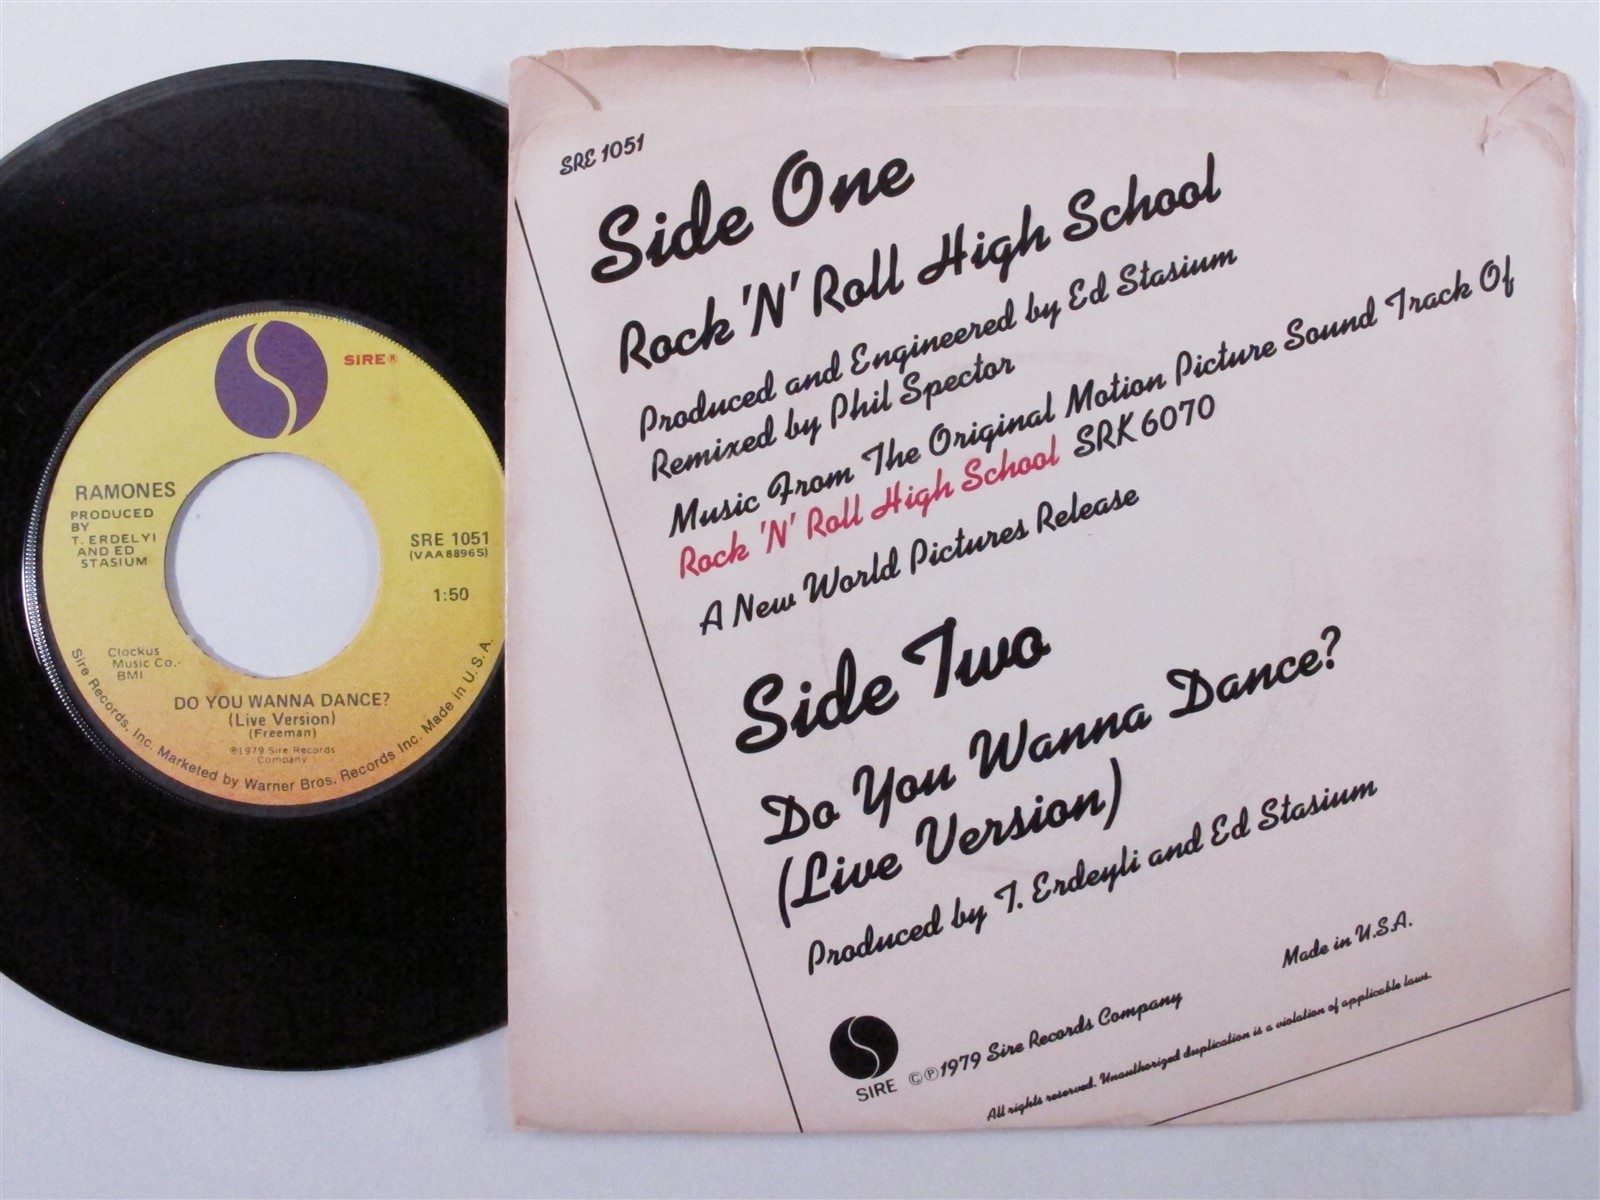 SIRE®
RAMONES
PRODUCED
BY
T. ERDELYI
AND ED
STASIUM
SRE 1051
(VAA8896S)
1:50
Clockus
Music Co.-
BMI
DO YOU WANNA DANCE?
(Live Version)
(Freeman)
℗1979 Sire Records
Company
Sire Records, Inc. Marketed by Warner Bros. Records Inc. Made in U.S.A.
SRE 1051
Side One
Rock 'N' Roll High School
Produced and Engineered by Ed Stasium
Remixed by Phil Spector
Music From The Original Motion Picture Sound Track Of
Rock 'N' Roll High School SRK 6070
A New World Pictures Release
Side Two
Do You Wanna Dance?
(Live Version)
Produced by T. Erdeyli and Ed Stasium
Made in U.S.A.
SIRE ©℗1979 Sire Records Company
All rights reserved. Unauthorized duplication is a violation of applicable laws.